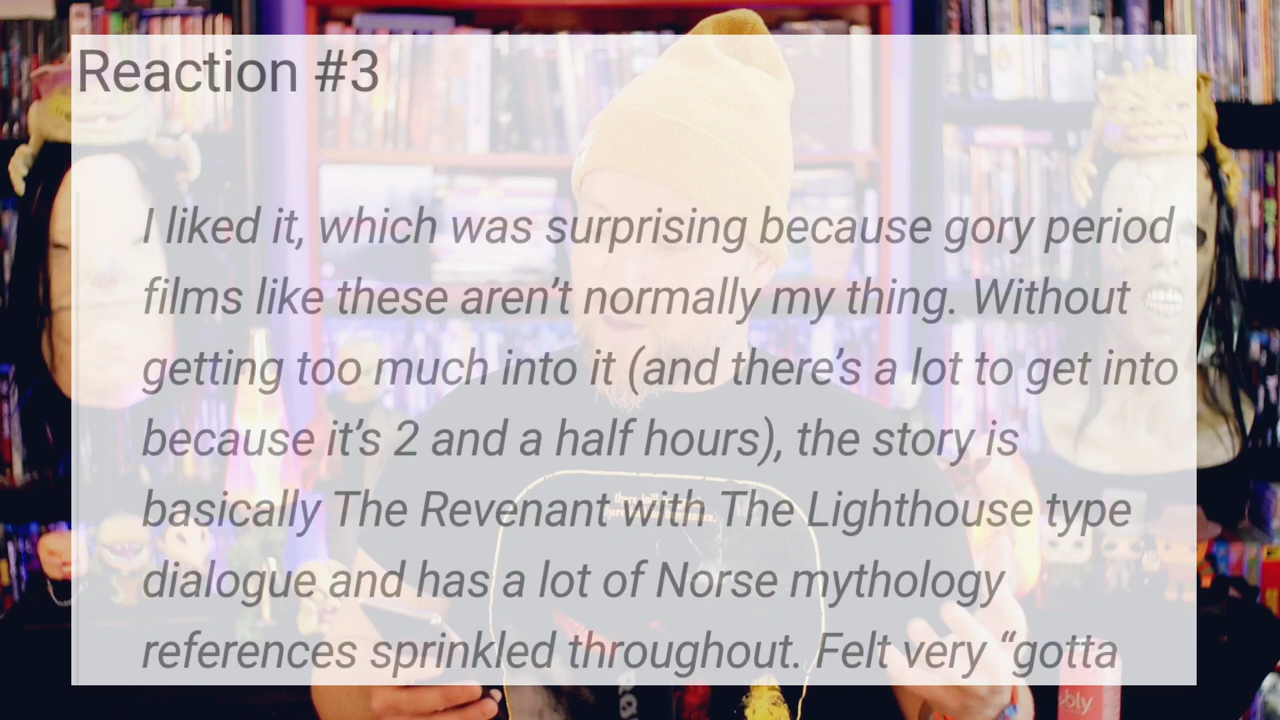 Reaction #3
I liked it, which was surprising because gory period
films like these aren’t normally my thing. Without
getting too much into it (and there’s a lot to get into
because it’s 2 and a half hours), the story is
basically The Revenant with The Lighthouse type
dialogue and has a lot of Norse mythology
references sprinkled throughout. Felt very “gotta
bly